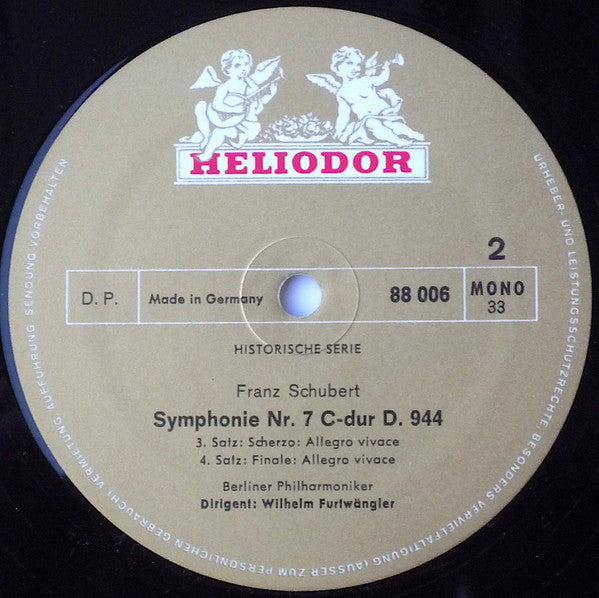 HELIODOR
2
D. P.
Made in Germany
88 006
MONO
33
HISTORISCHE SERIE
Franz Schubert
Symphonie Nr. 7 C-dur D. 944
3. Satz: Scherzo: Allegro vivace
4. Satz: Finale: Allegro vivace
Berliner Philharmoniker
Dirigent: Wilhelm Furtwängler
URHEBER- UND LEISTUNGSSCHUTZRECHTE, BESONDERS VERVIELFÄLTIGUNG (AUSSER ZUM PERSÖNLICHEN GEBRAUCH) VERMIETUNG, AUFFÜHRUNG, SENDUNG VORBEHALTEN